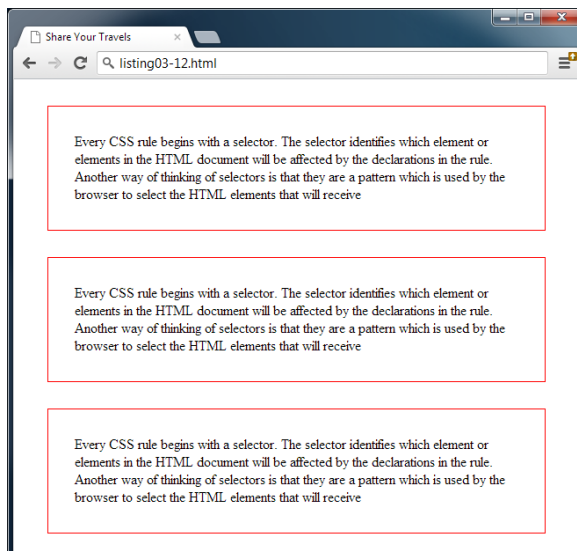 Share Your Travels
listing03-12.html
Every CSS rule begins with a selector. The selector identifies which element or
elements in the HTML document will be affected by the declarations in the rule.
Another way of thinking of selectors is that they are a pattern which is used by the
browser to select the HTML elements that will receive
Every CSS rule begins with a selector. The selector identifies which element or
elements in the HTML document will be affected by the declarations in the rule.
Another way of thinking of selectors is that they are a pattern which is used by the
browser to select the HTML elements that will receive
Every CSS rule begins with a selector. The selector identifies which element or
elements in the HTML document will be affected by the declarations in the rule.
Another way of thinking of selectors is that they are a pattern which is used by the
browser to select the HTML elements that will receive